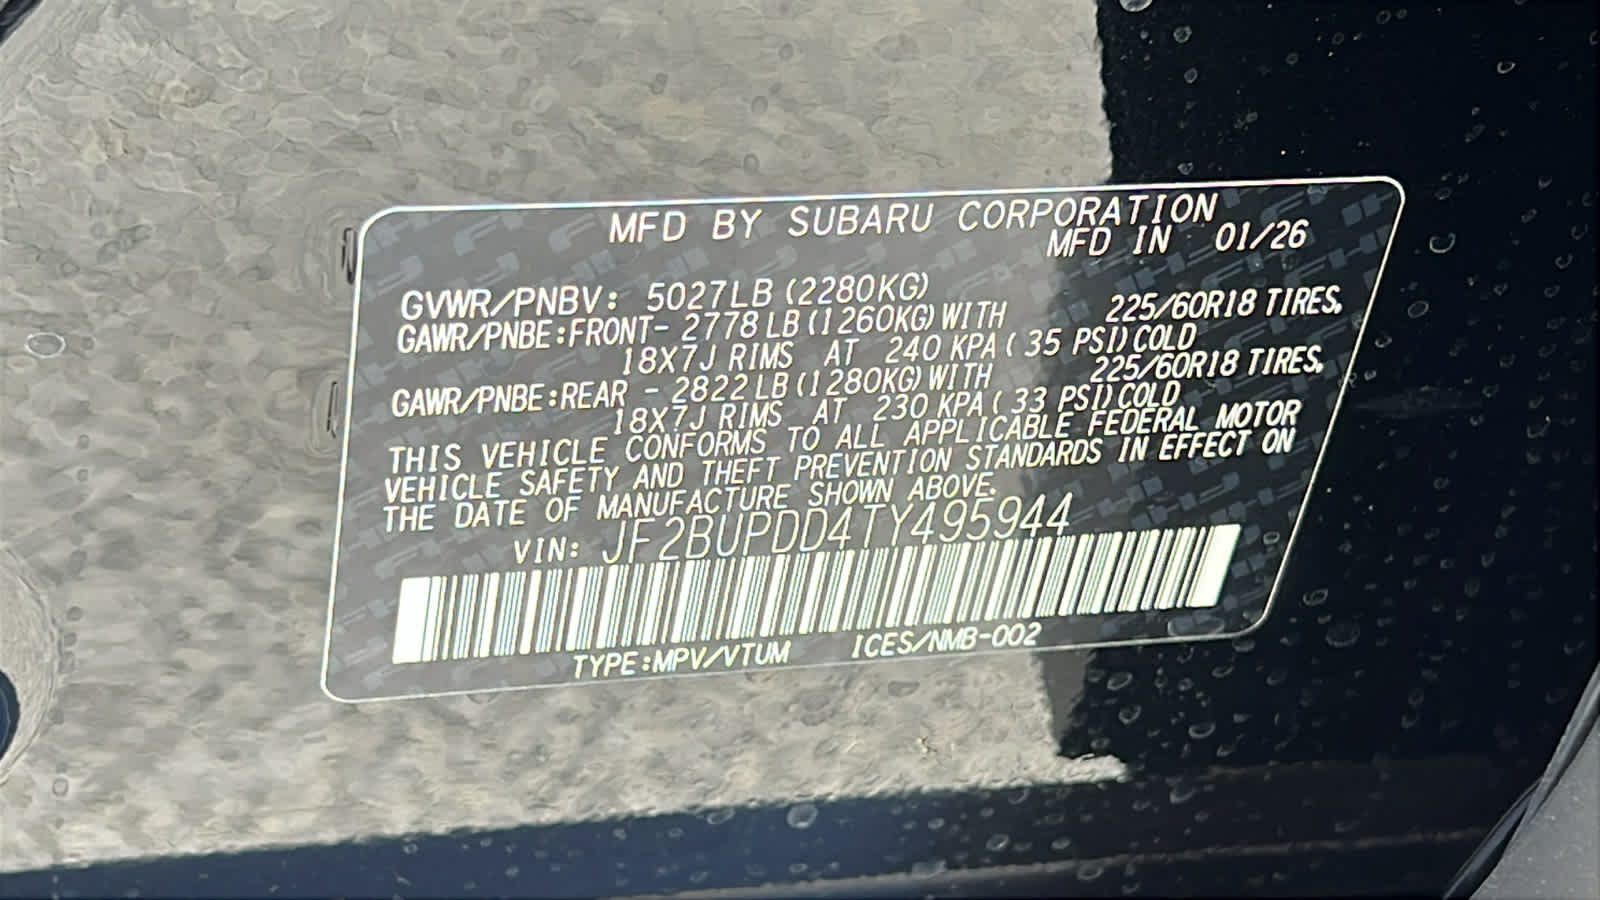 MFD BY SUBARU CORPORATION
MFD IN 01/26
GVWR/PNBV: 5027LB (2280KG)
GAWR/PNBE:FRONT- 2778 LB (1260KG) WITH 225/60R18 TIRES,
18X7J RIMS AT 240 KPA ( 35 PSI) COLD
GAWR/PNBE:REAR - 2822 LB (1280KG) WITH 225/60R18 TIRES,
18X7J RIMS AT 230 KPA ( 33 PSI) COLD
THIS VEHICLE CONFORMS TO ALL APPLICABLE FEDERAL MOTOR
VEHICLE SAFETY AND THEFT PREVENTION STANDARDS IN EFFECT ON
THE DATE OF MANUFACTURE SHOWN ABOVE.
VIN: JF2BUPDD4TY495944
TYPE:MPV/VTUM ICES/NMB-002